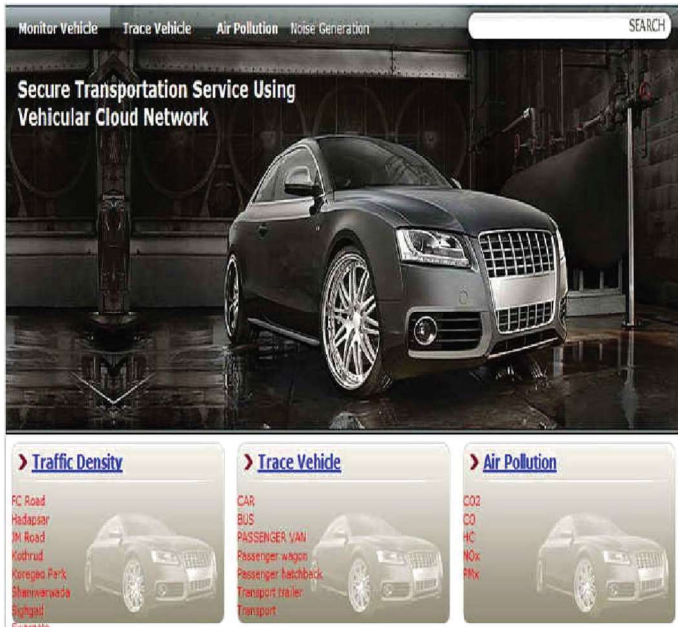 Monitor Vehicle Trace Vehicle Air Pollution Noise Generation SEARCH
Secure Transportation Service Using
Vehicular Cloud Network
Traffic Density
FC Road
Hadapsar
JM Road
Kothrud
Koregao Park
Shaniwarwada
Sighgad
Trace Vehicle
CAR
BUS
PASSENGER VAN
Passenger wagon
Passenger hatchback
Transport trailer
Transport
Air Pollution
CO2
CO
HC
NOx
PMx